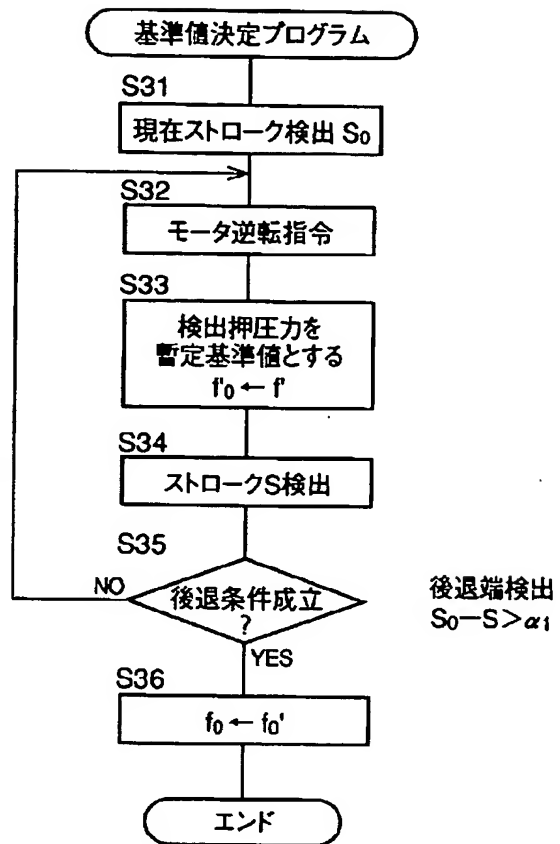 基準値決定プログラム
S31
現在ストローク検出 S₀
S32
モータ逆転指令
S33
検出押圧力を
暫定基準値とする
f'₀ ← f'
S34
ストロークS検出
S35
NO
後退条件成立
?
後退端検出
S₀−S>α₁
YES
S36
f₀ ← f₀'
エンド